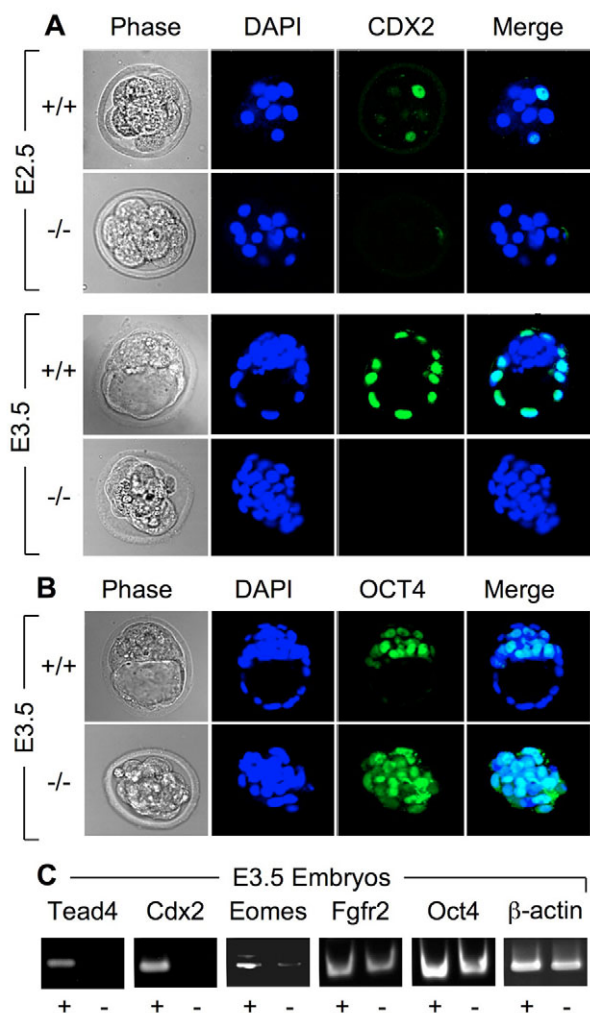 A Phase DAPI CDX2 Merge
E2.5
+/+
-/-
E3.5
+/+
-/-
B Phase DAPI OCT4 Merge
E3.5
+/+
-/-
C E3.5 Embryos
Tead4 Cdx2 Eomes Fgfr2 Oct4 β-actin
+ - + - + - + - + - + -